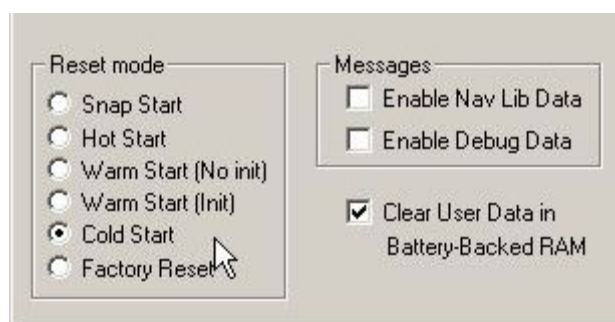 Reset mode
Snap Start
Hot Start
Warm Start (No init)
Warm Start (Init)
Cold Start
Factory Reset
Messages
Enable Nav Lib Data
Enable Debug Data
Clear User Data in
Battery-Backed RAM